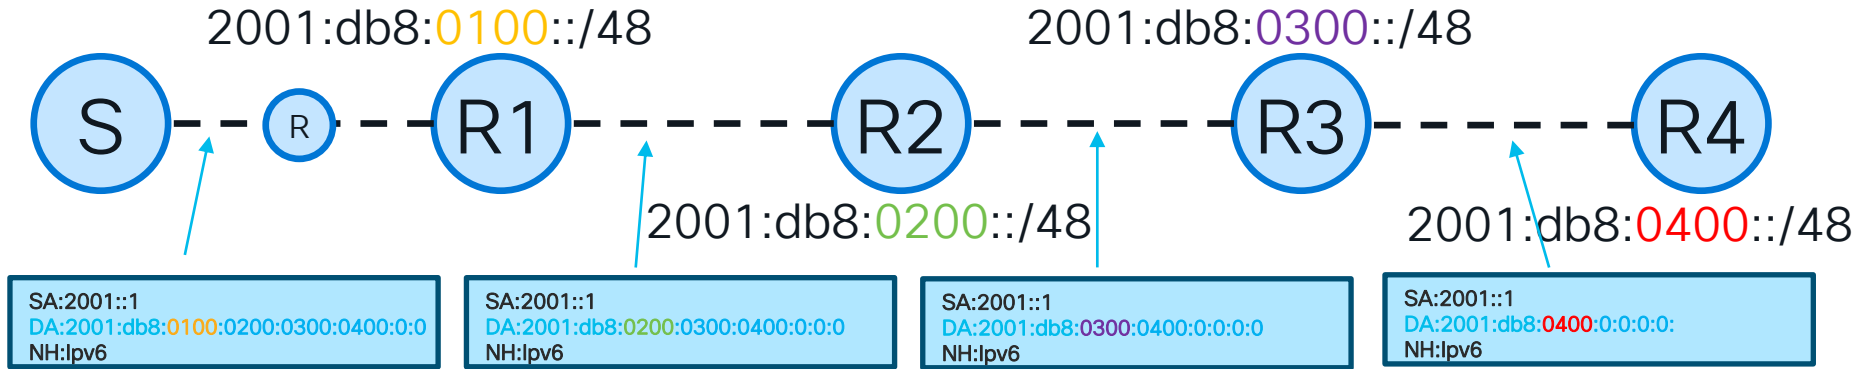 2001:db8:0100::/48
2001:db8:0300::/48
S
R
R1
R2
R3
R4
2001:db8:0200::/48
2001:db8:0400::/48
SA:2001::1
DA:2001:db8:0100:0200:0300:0400:0:0
NH:Ipv6
SA:2001::1
DA:2001:db8:0200:0300:0400:0:0:0
NH:Ipv6
SA:2001::1
DA:2001:db8:0300:0400:0:0:0:0
NH:Ipv6
SA:2001::1
DA:2001:db8:0400:0:0:0:0:
NH:Ipv6